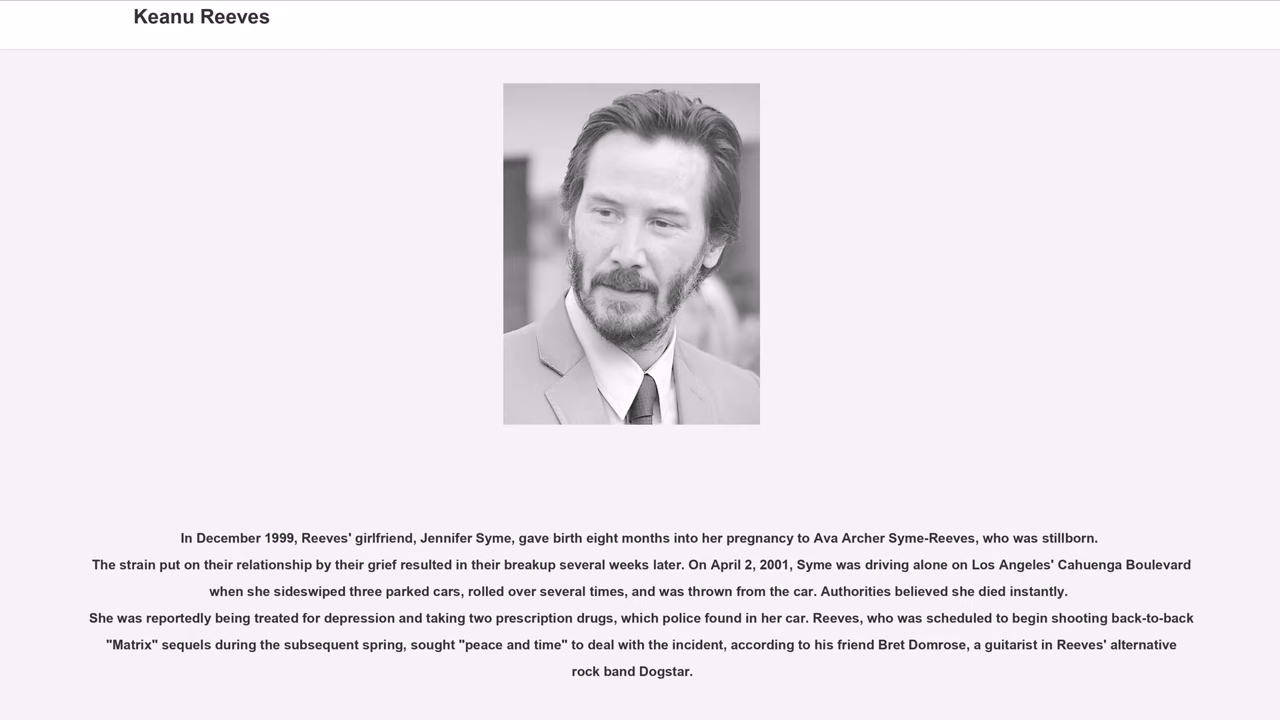 Keanu Reeves
In December 1999, Reeves' girlfriend, Jennifer Syme, gave birth eight months into her pregnancy to Ava Archer Syme-Reeves, who was stillborn.
The strain put on their relationship by their grief resulted in their breakup several weeks later. On April 2, 2001, Syme was driving alone on Los Angeles' Cahuenga Boulevard
when she sideswiped three parked cars, rolled over several times, and was thrown from the car. Authorities believed she died instantly.
She was reportedly being treated for depression and taking two prescription drugs, which police found in her car. Reeves, who was scheduled to begin shooting back-to-back
"Matrix" sequels during the subsequent spring, sought "peace and time" to deal with the incident, according to his friend Bret Domrose, a guitarist in Reeves' alternative
rock band Dogstar.